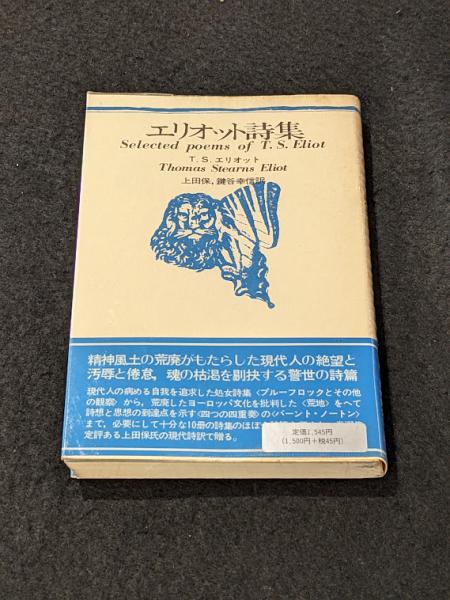 エリオット詩集
Selected poems of T.S.Eliot
T.S.エリオット
Thomas Stearns Eliot
上田保,鍵谷幸信訳
精神風土の荒廃がもたらした現代人の絶望と
汚辱と倦怠。魂の枯渇を剔抉する警世の詩篇
現代人の病める自我を追求した処女詩集〈プルーフロックとその他
の観察〉から,荒廃したヨーロッパ文化を批判した〈荒地〉をへて
詩想と思想の到達点を示す〈四つの四重奏〉の〈バーント・ノートン〉
まで,必要にして十分な10冊の詩集のほぼ
定評ある上田保氏の現代詩訳で贈る。
定価1,545円
(1,500円+税45円)